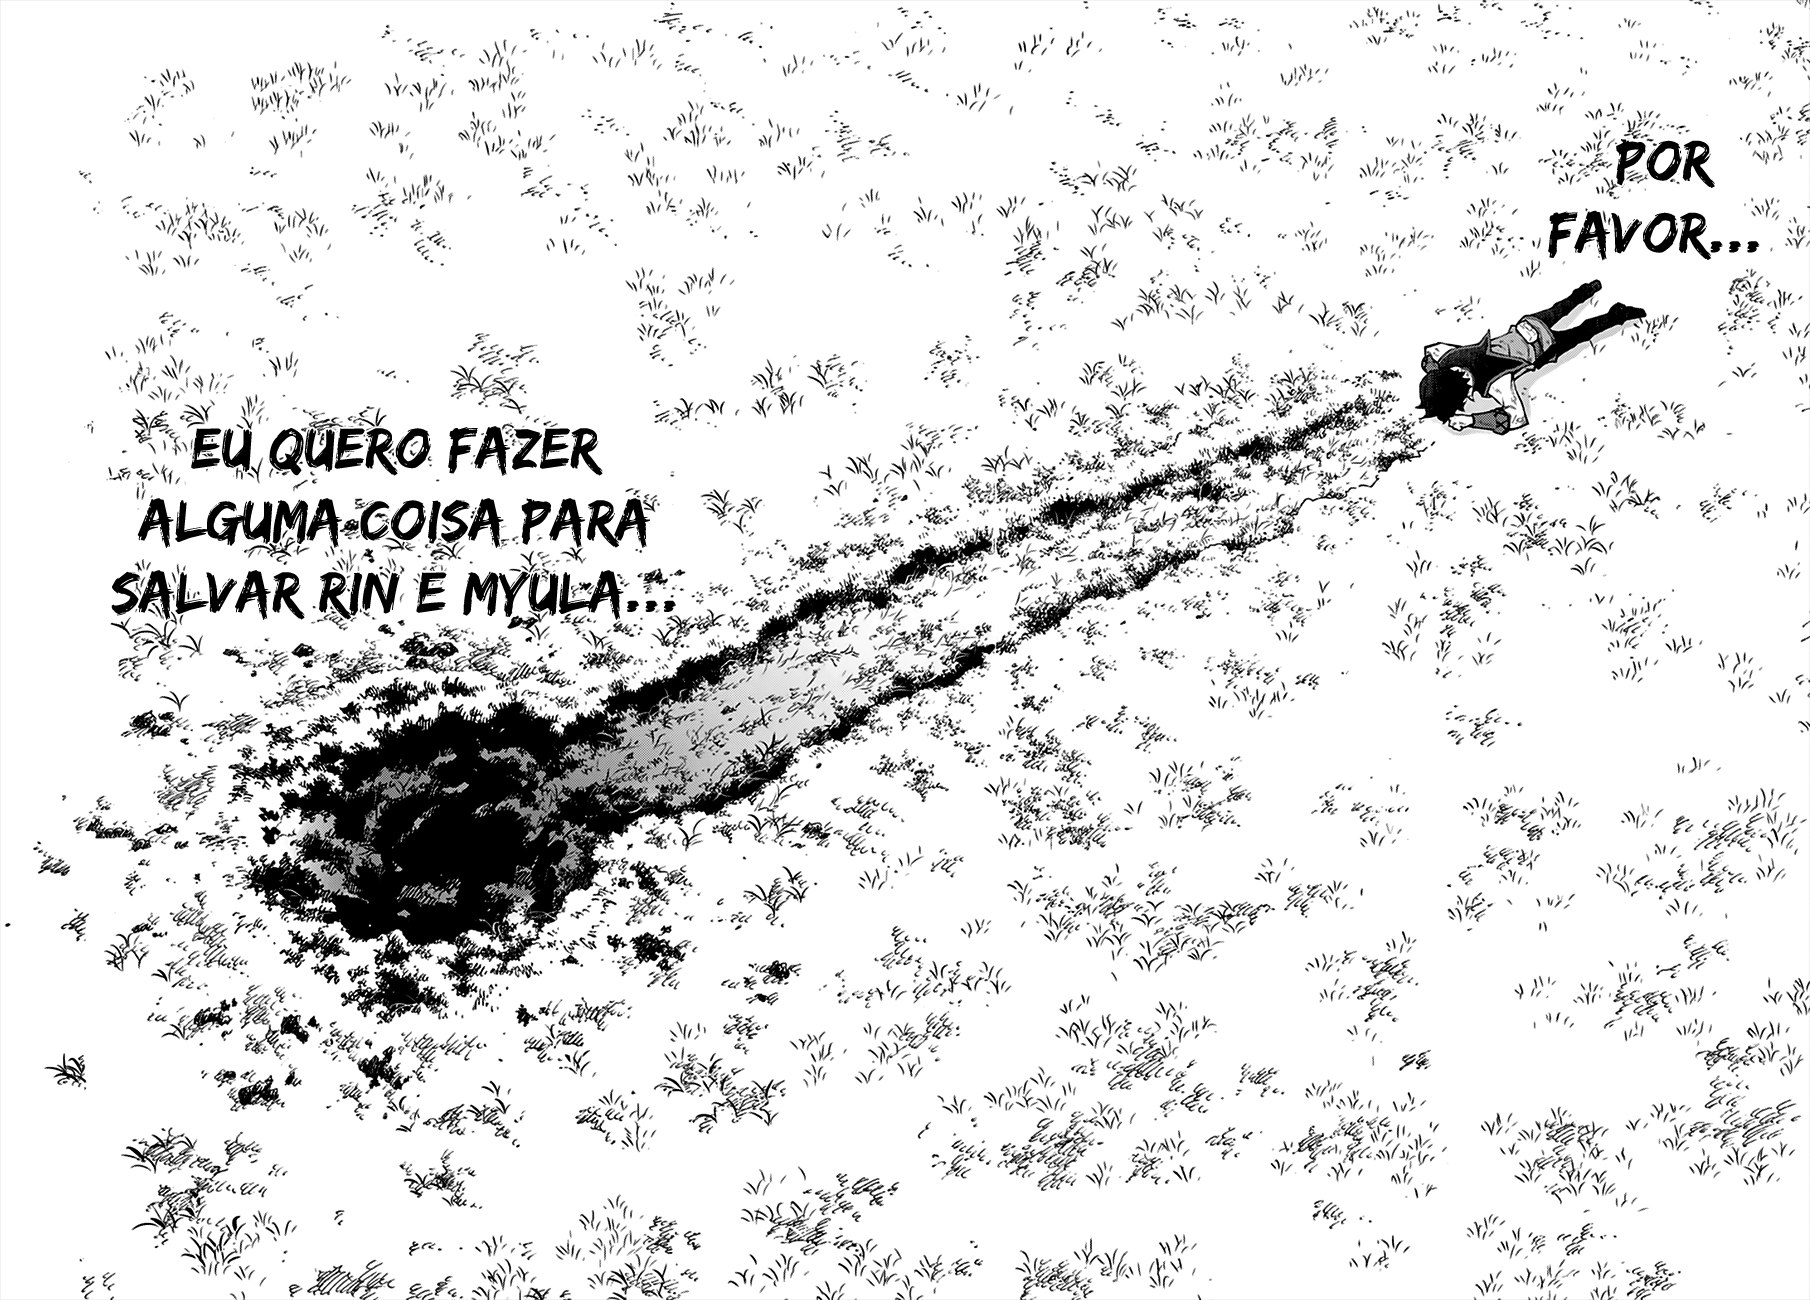 POR
FAVOR...
EU QUERO FAZER
ALGUMA COISA PARA
SALVAR RIN E MYULA...